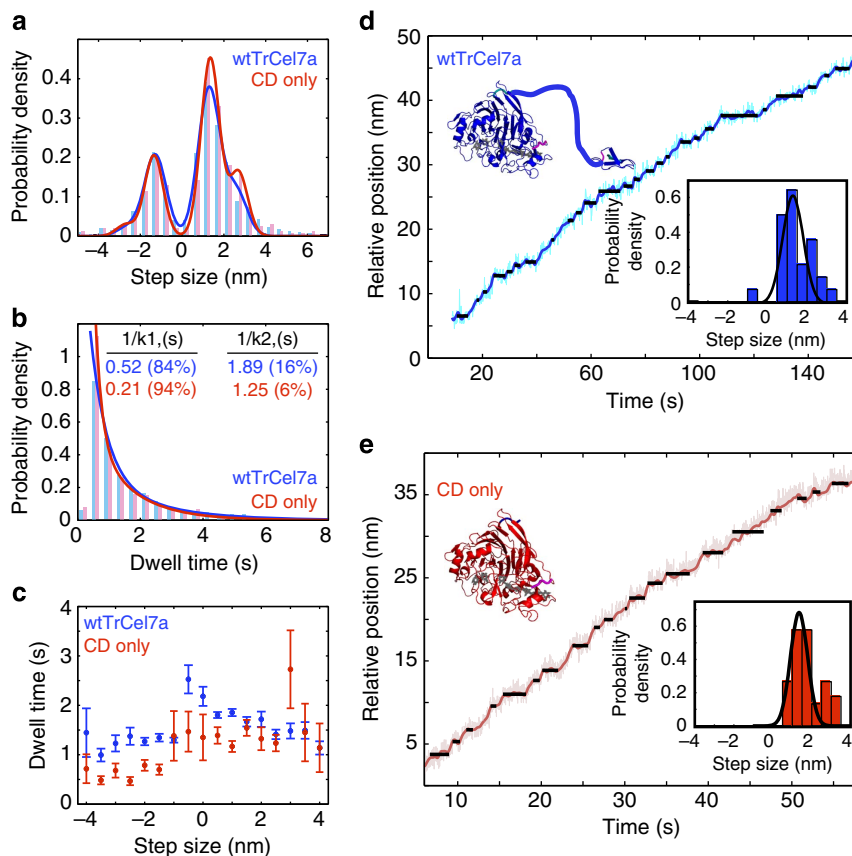 a
wtTrCel7a
CD only
Probability density
0.4
0.3
0.2
0.1
0
−4 −2 0 2 4 6
Step size (nm)
b
1/k1,(s) 1/k2,(s)
0.52 (84%) 1.89 (16%)
0.21 (94%) 1.25 (6%)
wtTrCel7a
CD only
Probability density
1
0.8
0.6
0.4
0.2
0
0 2 4 6 8
Dwell time (s)
c
wtTrCel7a
CD only
Dwell time (s)
4
3
2
1
0
−4 −2 0 2 4
Step size (nm)
d
wtTrCel7a
Relative position (nm)
50
40
30
20
10
0
20 60 100 140
Time (s)
Probability
density
0.6
0.4
0.2
0
−4 −2 0 2 4
Step size (nm)
e
CD only
Relative position (nm)
35
25
15
5
10 20 30 40 50
Time (s)
Probability
density
0.6
0.4
0.2
0
−4 −2 0 2 4
Step size (nm)